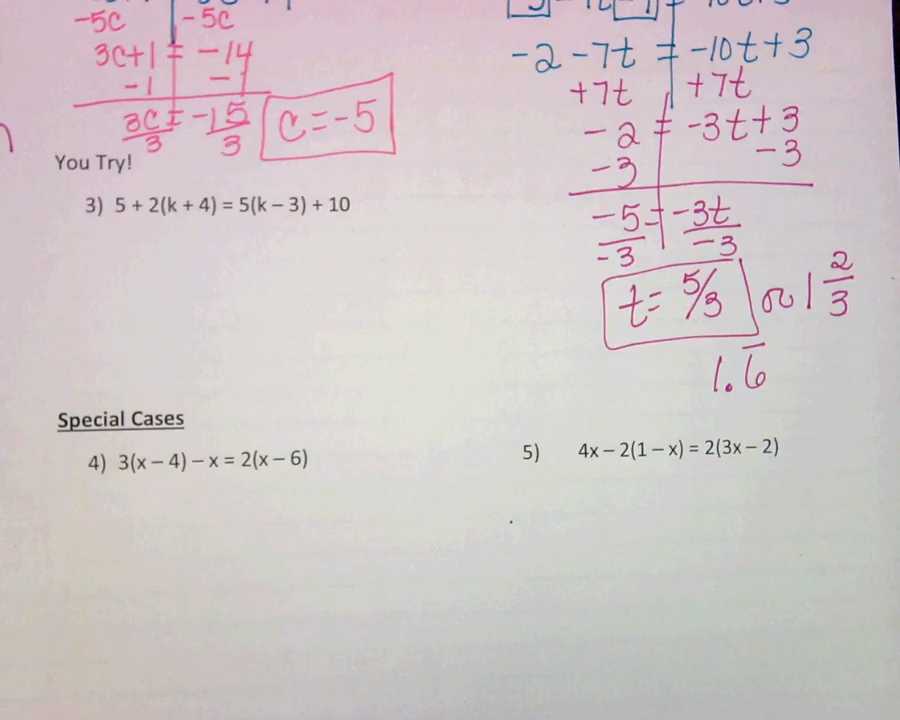 -5c -5c
3c+1 = -14
-1 -1
3c = -15
3 3
c = -5
-2 - 7t = -10t + 3
+7t +7t
-2 = -3t + 3
-3 -3
-5 = -3t
-3 -3
t = 5/3 or 1 2/3
1.6̅
You Try!
3) 5 + 2(k + 4) = 5(k – 3) + 10
Special Cases
4) 3(x – 4) – x = 2(x – 6)
5) 4x – 2(1 – x) = 2(3x – 2)